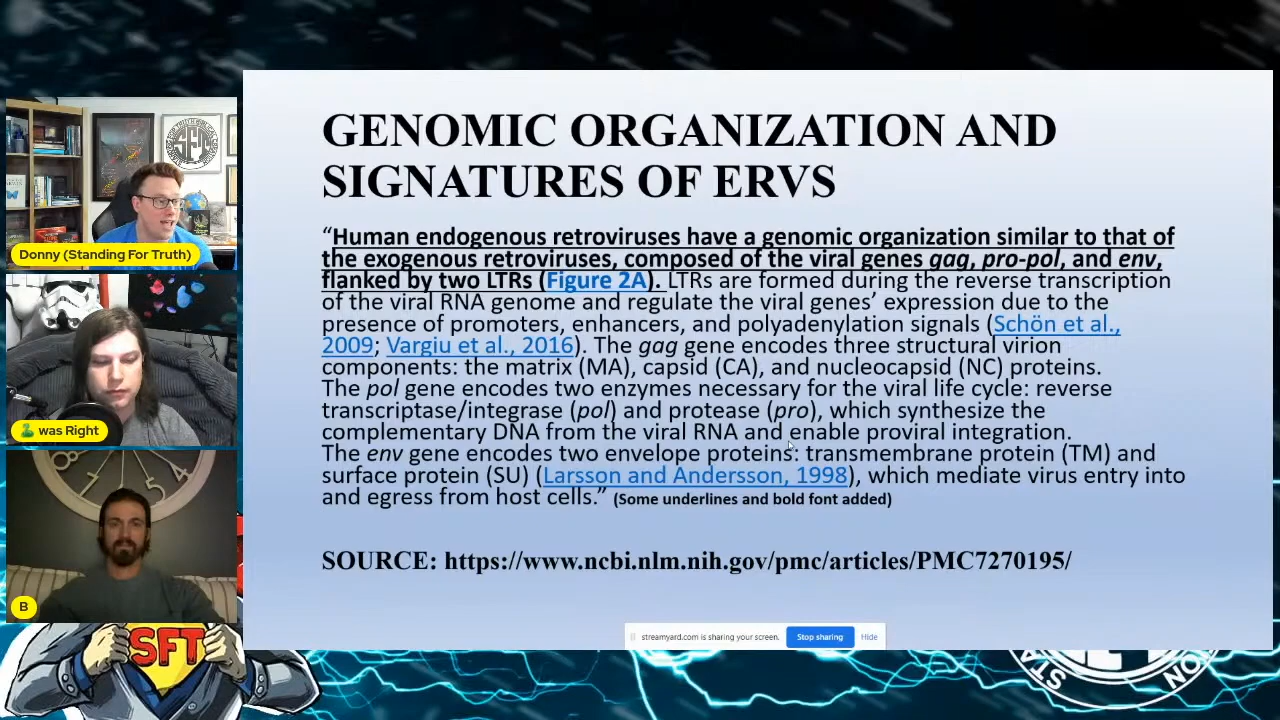 GENOMIC ORGANIZATION AND
SIGNATURES OF ERVS
“Human endogenous retroviruses have a genomic organization similar to that of
the exogenous retroviruses, composed of the viral genes gag, pro-pol, and env,
flanked by two LTRs (Figure 2A). LTRs are formed during the reverse transcription
of the viral RNA genome and regulate the viral genes’ expression due to the
presence of promoters, enhancers, and polyadenylation signals (Schön et al.,
2009; Vargiu et al., 2016). The gag gene encodes three structural virion
components: the matrix (MA), capsid (CA), and nucleocapsid (NC) proteins.
The pol gene encodes two enzymes necessary for the viral life cycle: reverse
transcriptase/integrase (pol) and protease (pro), which synthesize the
complementary DNA from the viral RNA and enable proviral integration.
The env gene encodes two envelope proteins: transmembrane protein (TM) and
surface protein (SU) (Larsson and Andersson, 1998), which mediate virus entry into
and egress from host cells.” (Some underlines and bold font added)
SOURCE: https://www.ncbi.nlm.nih.gov/pmc/articles/PMC7270195/
streamyard.com is sharing your screen. Stop sharing Hide
Donny (Standing For Truth)
🐍 was Right
B
7 5 4
SFT
SFT